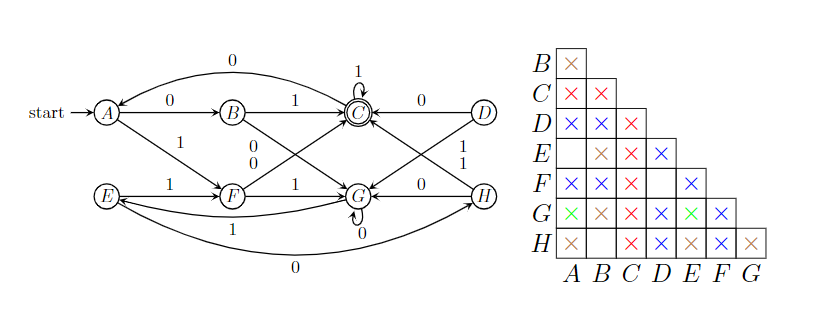 0
1
start
A
0
B
1
C
0
D
1
0
0
1
1
E
1
F
1
G
0
H
1
0
0
B ×
C × ×
D × × ×
E × × ×
F × × × ×
G × × × × × ×
H × × × × × ×
A B C D E F G